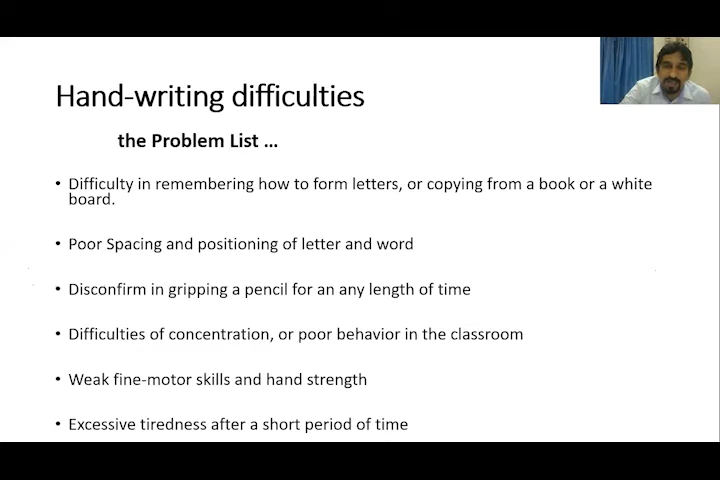 Hand-writing difficulties
the Problem List ...
• Difficulty in remembering how to form letters, or copying from a book or a white
board.
• Poor Spacing and positioning of letter and word
• Disconfirm in gripping a pencil for an any length of time
• Difficulties of concentration, or poor behavior in the classroom
• Weak fine-motor skills and hand strength
• Excessive tiredness after a short period of time